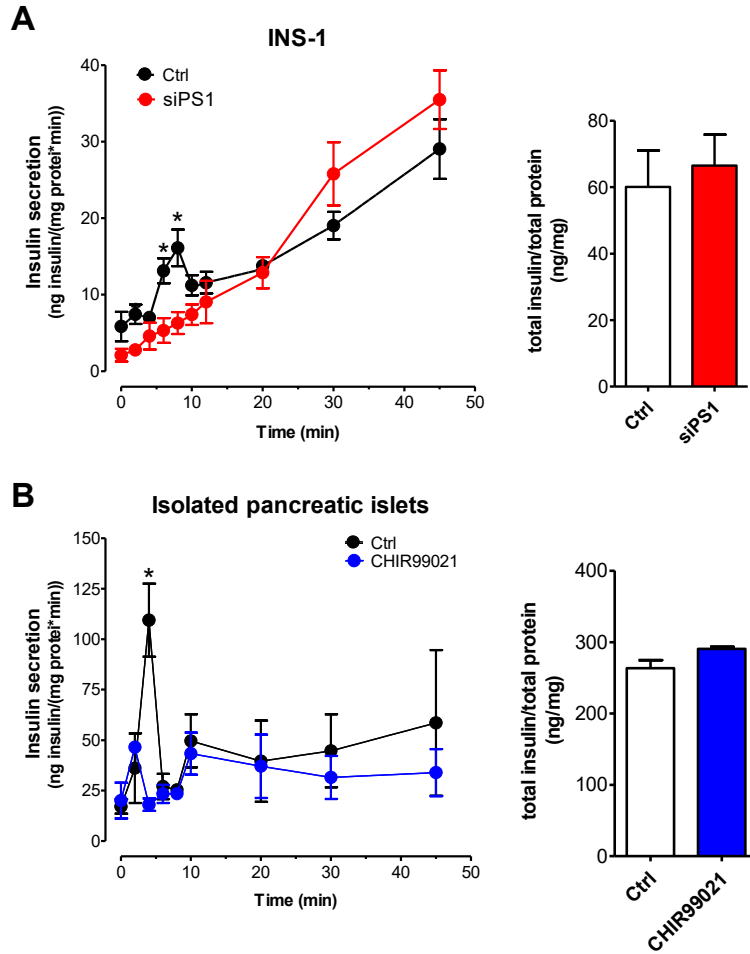 A
INS-1
Ctrl
siPS1
Insulin secretion
(ng insulin/(mg protei*min))
40
30
20
10
0
*
*
0
10
20
30
40
50
Time (min)
total insulin/total protein
(ng/mg)
80
60
40
20
0
Ctrl
siPS1
B
Isolated pancreatic islets
Ctrl
CHIR99021
Insulin secretion
(ng insulin/(mg protei*min))
150
125
100
75
50
25
0
*
0
10
20
30
40
50
Time (min)
total insulin/total protein
(ng/mg)
400
300
200
100
0
Ctrl
CHIR99021